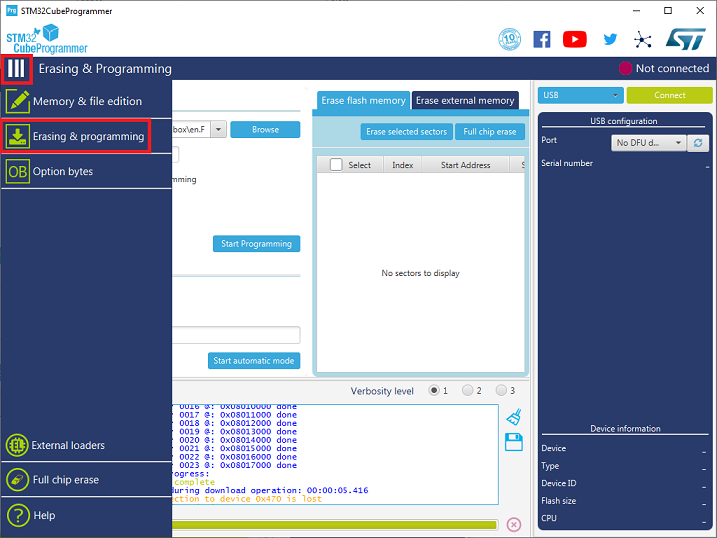 Prg STM32CubeProgrammer
STM32
CubeProgrammer
10
Erasing & Programming
Not connected
Memory & file edition
Erasing & programming
OB Option bytes
External loaders
Full chip erase
? Help
box\en.F
Browse
mming
Start Programming
Start automatic mode
Erase flash memory
Erase external memory
Erase selected sectors
Full chip erase
Select Index Start Address S
No sectors to display
Verbosity level 1 2 3
0016 @: 0x08010000 done
0017 @: 0x08011000 done
0018 @: 0x08012000 done
0019 @: 0x08013000 done
0020 @: 0x08014000 done
0021 @: 0x08015000 done
0022 @: 0x08016000 done
0023 @: 0x08017000 done
ogress:
complete
during download operation: 00:00:05.416
ection to device 0x470 is lost
USB
Connect
USB configuration
Port No DFU d...
Serial number _
Device information
Device _
Type _
Device ID _
Flash size _
CPU _